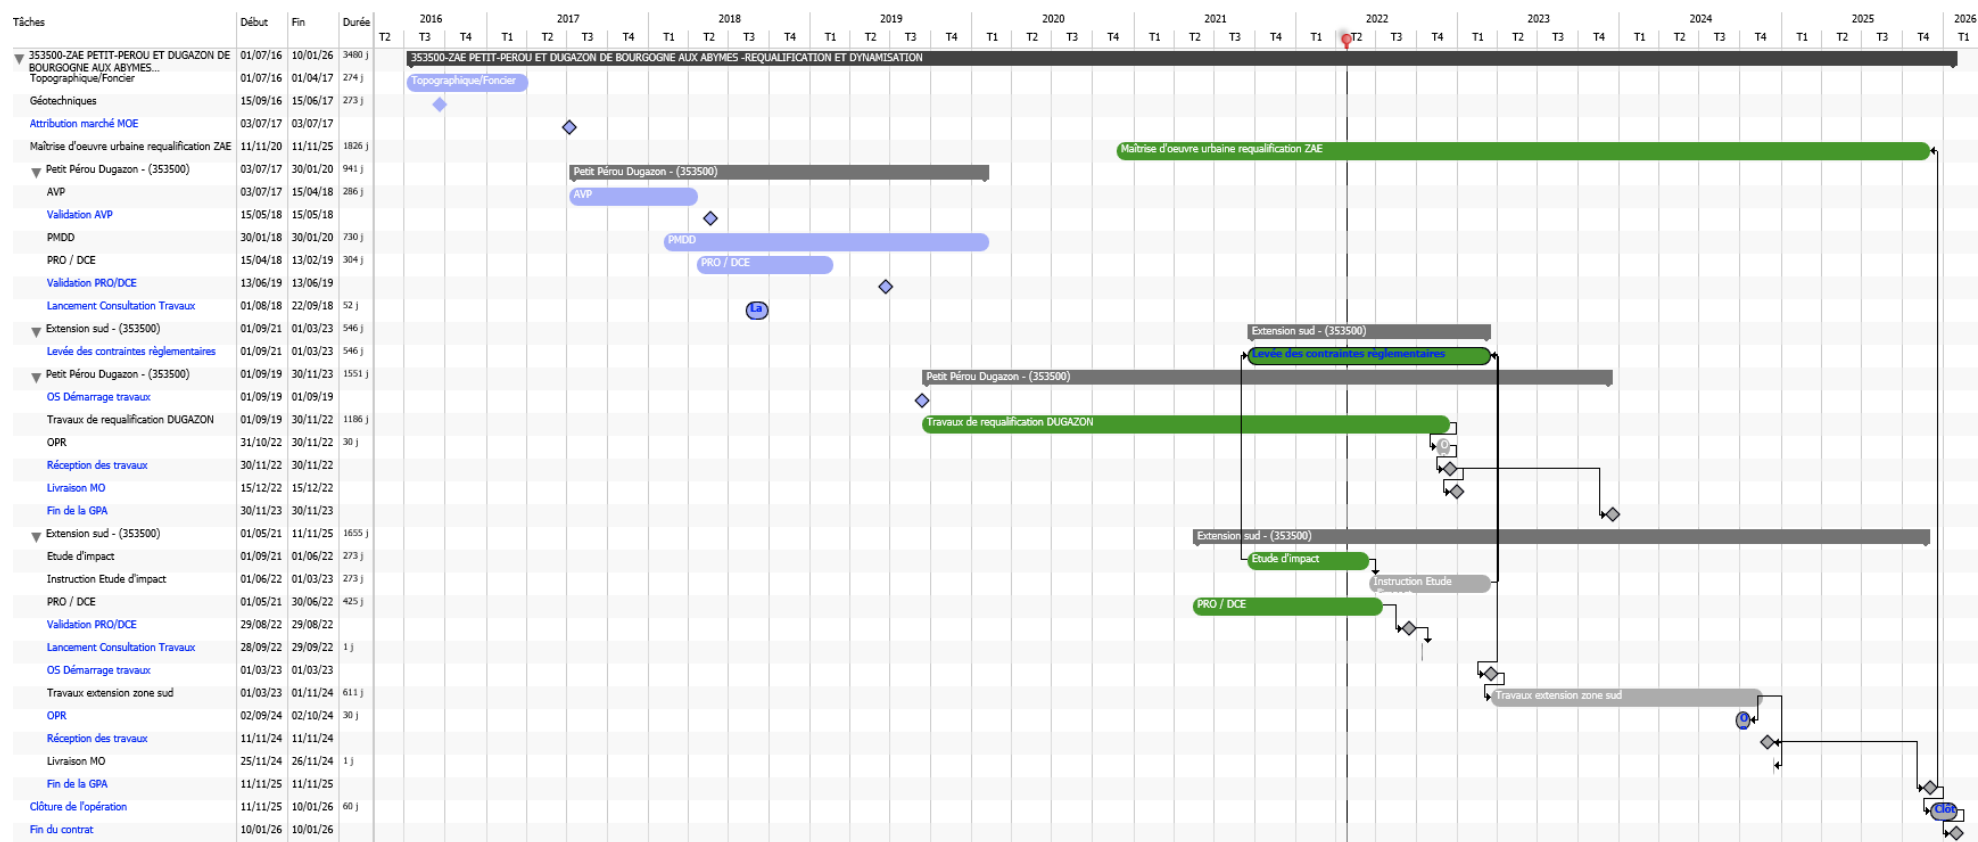 Tâches Début Fin Durée 2016 2017 2018 2019 2020 2021 2022 2023 2024 2025 2026
T2 T3 T4 T1 T2 T3 T4 T1 T2 T3 T4 T1 T2 T3 T4 T1 T2 T3 T4 T1 T2 T3 T4 T1 T2 T3 T4 T1 T2 T3 T4 T1 T2 T3 T4 T1 T2 T3 T4 T1
353500-ZAE PETIT-PEROU ET DUGAZON DE 01/07/16 10/01/26 3480 j 353500-ZAE PETIT-PEROU ET DUGAZON DE BOURGOGNE AUX ABYMES -REQUALIFICATION ET DYNAMISATION
BOURGOGNE AUX ABYMES...
Topographique/Foncier 01/07/16 01/04/17 274 j Topographique/Foncier
Géotechniques 15/09/16 15/06/17 273 j
Attribution marché MOE 03/07/17 03/07/17
Maîtrise d'oeuvre urbaine requalification ZAE 11/11/20 11/11/25 1826 j Maîtrise d'oeuvre urbaine requalification ZAE
Petit Pérou Dugazon - (353500) 03/07/17 30/01/20 941 j Petit Pérou Dugazon - (353500)
AVP 03/07/17 15/04/18 286 j AVP
Validation AVP 15/05/18 15/05/18
PMDD 30/01/18 30/01/20 730 j PMDD
PRO / DCE 15/04/18 13/02/19 304 j PRO / DCE
Validation PRO/DCE 13/06/19 13/06/19
Lancement Consultation Travaux 01/08/18 22/09/18 52 j La
Extension sud - (353500) 01/09/21 01/03/23 546 j Extension sud - (353500)
Levée des contraintes règlementaires 01/09/21 01/03/23 546 j Levée des contraintes règlementaires
Petit Pérou Dugazon - (353500) 01/09/19 30/11/23 1551 j Petit Pérou Dugazon - (353500)
OS Démarrage travaux 01/09/19 01/09/19
Travaux de requalification DUGAZON 01/09/19 30/11/22 1186 j Travaux de requalification DUGAZON
OPR 31/10/22 30/11/22 30 j O
Réception des travaux 30/11/22 30/11/22
Livraison MO 15/12/22 15/12/22
Fin de la GPA 30/11/23 30/11/23
Extension sud - (353500) 01/05/21 11/11/25 1655 j Extension sud - (353500)
Etude d'impact 01/09/21 01/06/22 273 j Etude d'impact
Instruction Etude d'impact 01/06/22 01/03/23 273 j Instruction Etude
PRO / DCE 01/05/21 30/06/22 425 j PRO / DCE
Validation PRO/DCE 29/08/22 29/08/22
Lancement Consultation Travaux 28/09/22 29/09/22 1 j
OS Démarrage travaux 01/03/23 01/03/23
Travaux extension zone sud 01/03/23 01/11/24 611 j Travaux extension zone sud
OPR 02/09/24 02/10/24 30 j O
Réception des travaux 11/11/24 11/11/24
Livraison MO 25/11/24 26/11/24 1 j
Fin de la GPA 11/11/25 11/11/25
Clôture de l'opération 11/11/25 10/01/26 60 j Clôt
Fin du contrat 10/01/26 10/01/26